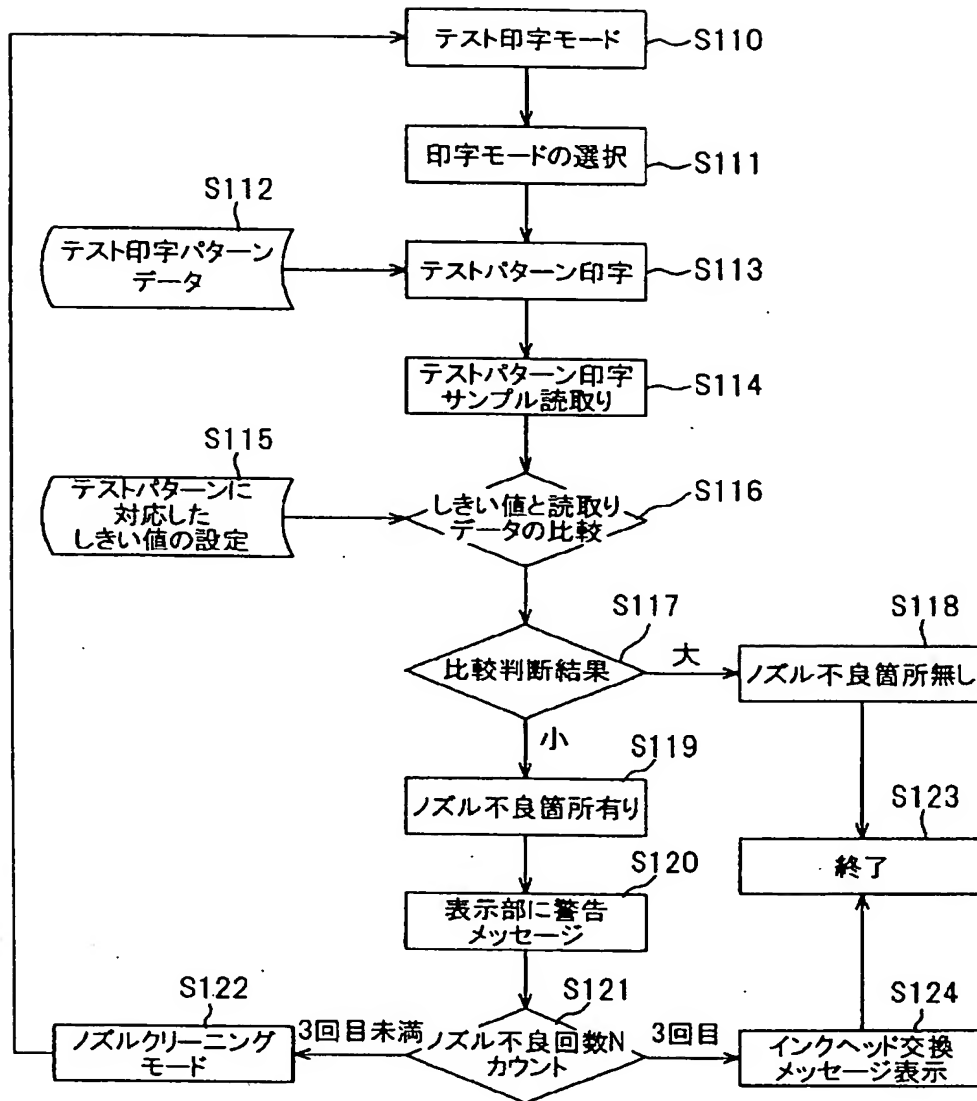 テスト印字モード
S110
印字モードの選択
S111
S112
テスト印字パターン
データ
テストパターン印字
S113
テストパターン印字
サンプル読取り
S114
S115
テストパターンに
対応した
しきい値の設定
しきい値と読取り
データの比較
S116
S117
比較判断結果
大
S118
ノズル不良箇所無し
小
S119
ノズル不良箇所有り
S123
終了
S120
表示部に警告
メッセージ
S122
ノズルクリーニング
モード
3回目未満
S121
ノズル不良回数N
カウント
3回目
S124
インクヘッド交換
メッセージ表示